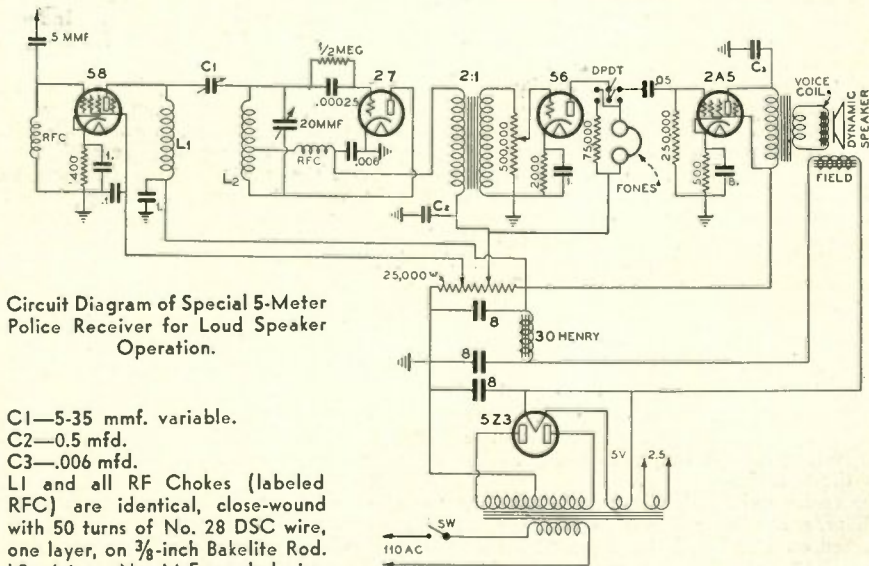 5 MMF
58
C1
1/2 MEG
.00025
27
2:1
56
DPDT
.05
2A5
C3
VOICE COIL
DYNAMIC SPEAKER
RFC
400
.1
.1
L1
.1
20MMF
L2
RFC
.006
500,000
2000
1.
75,000
FONES
250,000
500
8.
FIELD
C2
25,000 ω
8
30 HENRY
8
8
5Z3
5V
2.5
SW
110 AC
Circuit Diagram of Special 5-Meter
Police Receiver for Loud Speaker
Operation.
C1—5-35 mmf. variable.
C2—0.5 mfd.
C3—.006 mfd.
L1 and all RF Chokes (labeled
RFC) are identical, close-wound
with 50 turns of No. 28 DSC wire,
one layer, on 3/8-inch Bakelite Rod.